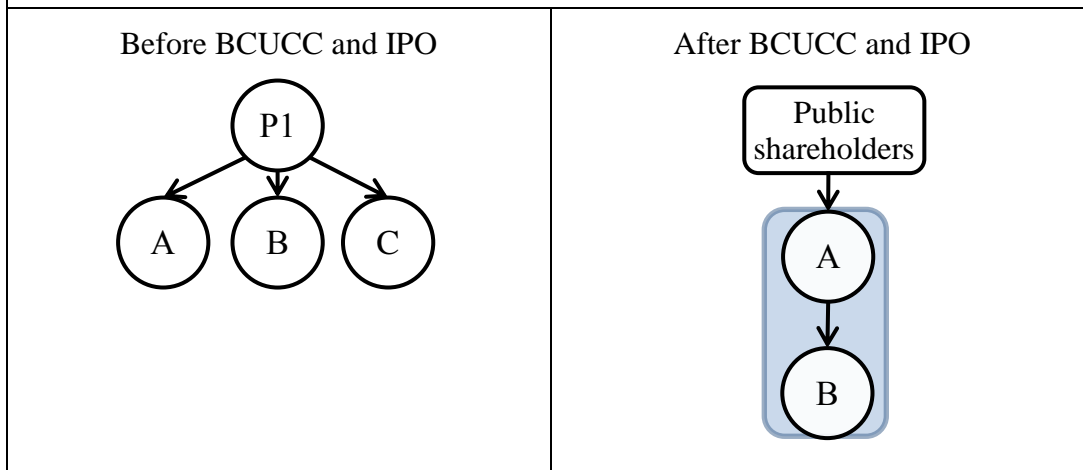 Before BCUCC and IPO
P1
A
B
C
After BCUCC and IPO
Public
shareholders
A
B